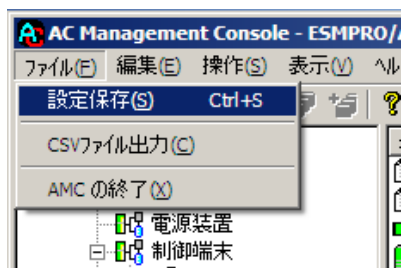 AC Management Console - ESMPRO/
ファイル(F) 編集(E) 操作(S) 表示(V)
設定保存(S) Ctrl+S
CSVファイル出力(C)
AMC の終了(X)
電源装置
制御端末